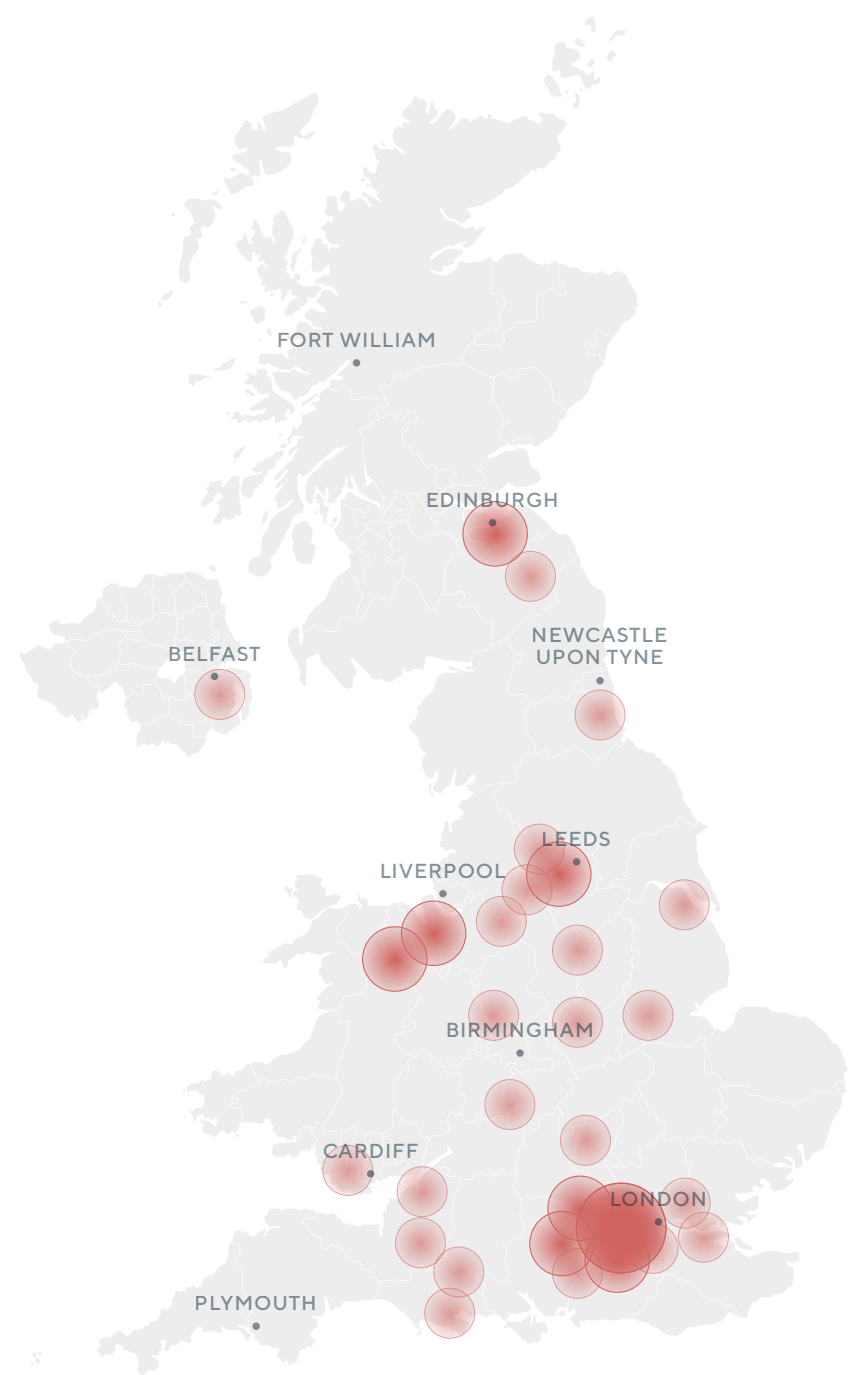 FORT WILLIAM
EDINBURGH
NEWCASTLE
UPON TYNE
BELFAST
LEEDS
LIVERPOOL
BIRMINGHAM
CARDIFF
LONDON
PLYMOUTH